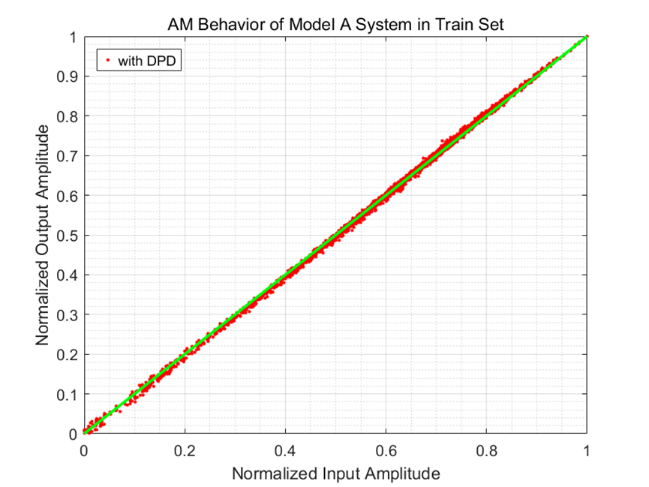 AM Behavior of Model A System in Train Set
with DPD
Normalized Output Amplitude
1
0.9
0.8
0.7
0.6
0.5
0.4
0.3
0.2
0.1
0
0 0.2 0.4 0.6 0.8 1
Normalized Input Amplitude